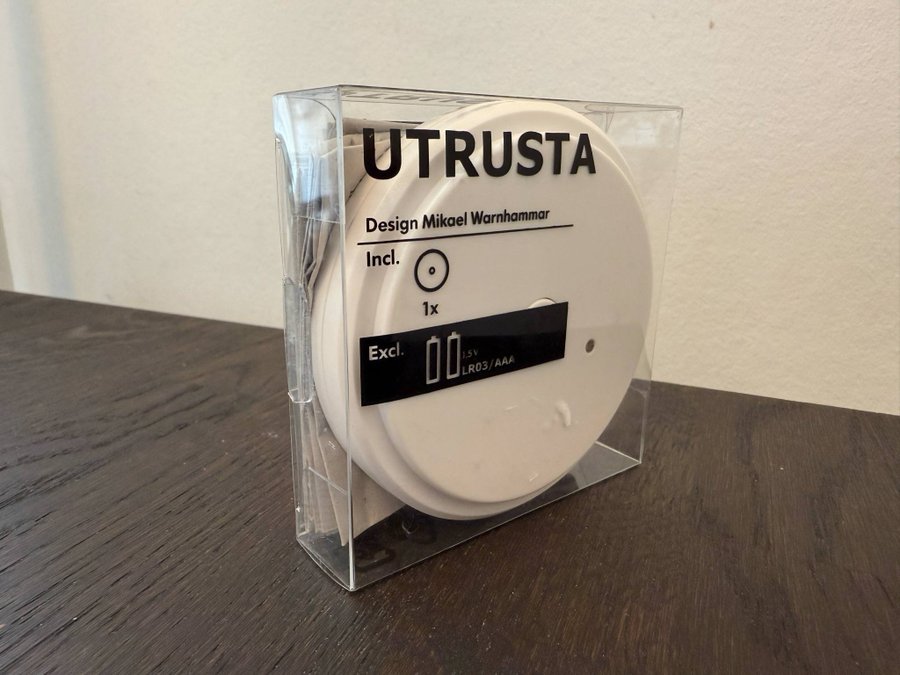 UTRUSTA
Design Mikael Warnhammar
Incl.
1x
Excl.
1.5V
LR03/AAA